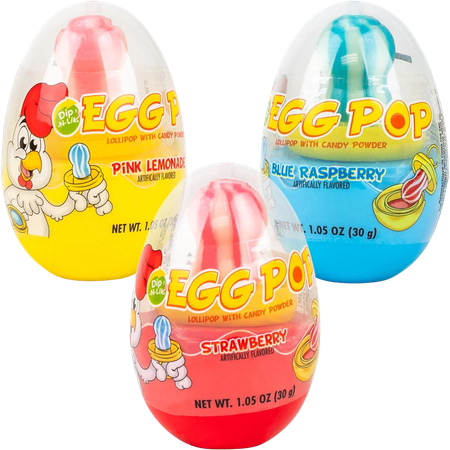 Dip
-N-Lik!
EGG POP
LOLLIPOP WITH CANDY POWDER
PINK LEMONADE
ARTIFICIALLY FLAVORED
NET WT. 1.05 OZ
EGG POP
LOLLIPOP WITH CANDY POWDER
BLUE RASPBERRY
ARTIFICIALLY FLAVORED
NET WT. 1.05 OZ (30 g)
Dip
-N-Lik!
EGG POP
LOLLIPOP WITH CANDY POWDER
STRAWBERRY
ARTIFICIALLY FLAVORED
NET WT. 1.05 OZ (30 g)